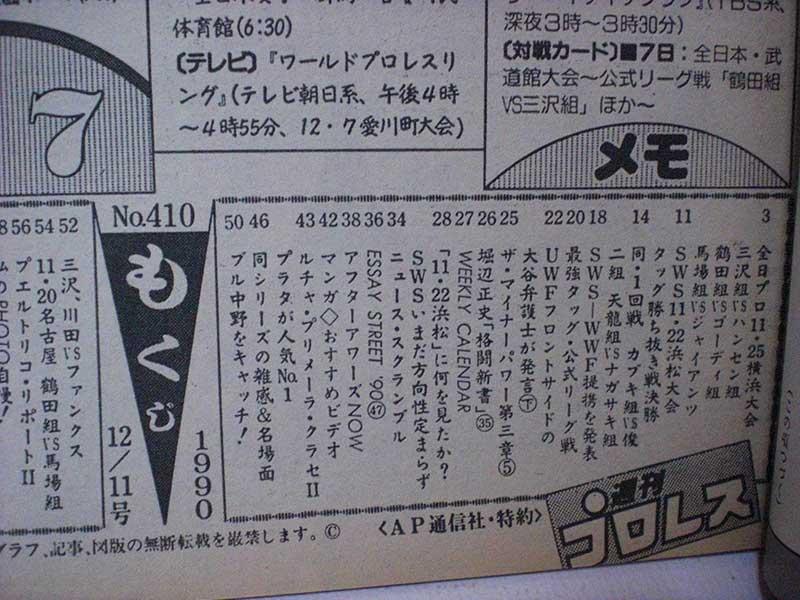 体育館(6:30)
〔テレビ〕『ワールドプロレスリ
ング』(テレビ朝日系、午後4時
〜4時55分、12・7愛川町大会)
7
深夜3時〜3時30分)
〔対戦カード〕■7日:全日本・武
道館大会〜公式リーグ戦「鶴田組
VS三沢組」ほか〜
メモ
3 全日プロ11・25横浜大会
三沢組VSハンセン組
鶴田組VSゴーディ組
馬場組VSジャイアンツ
11 SWS11・22浜松大会
タッグ勝ち抜き戦決勝
14 同・1回戦 カブキ組VS俊
二組 天龍組VSナガサキ組
18 SWS—WWF提携を発表
20 最強タッグ・公式リーグ戦
22 UWFフロントサイドの
大谷弁護士が発言㊦
25 ザ・マイナーパワー第三章⑤
26 堀辺正史「格闘新書」㉟
27 WEEKLY CALENDAR
28 「11・22浜松」に何を見たか?
SWSいまだ方向性定まらず
34 ニュース・スクランブル
36 ESSAY STREET '90㊼
38 アフターアワーズNOW
42 マンガ◇おすすめビデオ
43 ルチャ・プリメーラ・クラセII
プラタが人気No.1
46 同シリーズの雑感&名場面
50 ブル中野をキャッチ!
No.410
もくじ
1990
12/11号
52 三沢、川田VSファンクス
54 11・20名古屋 鶴田組VS馬場組
56 プエルトリコ・リポートII
PHOTO自慢!
〈AP通信社・特約〉
週刊
プロレス
グラフ、記事、図版の無断転載を厳禁します。©